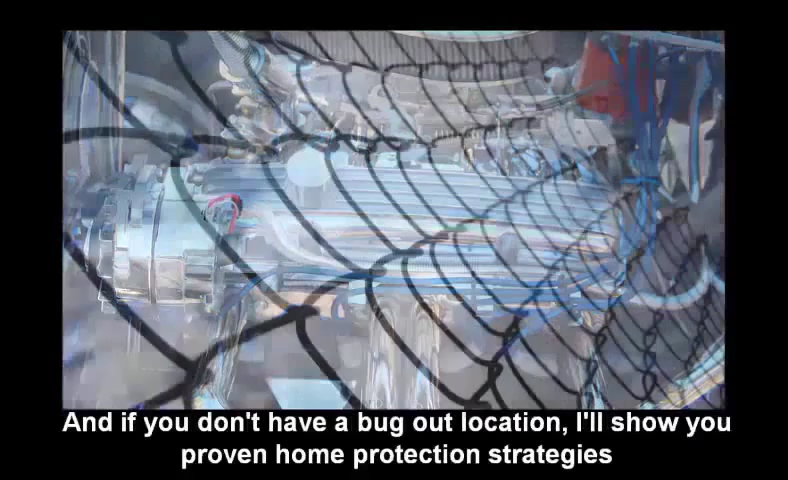 And if you don't have a bug out location, I'll show you
proven home protection strategies